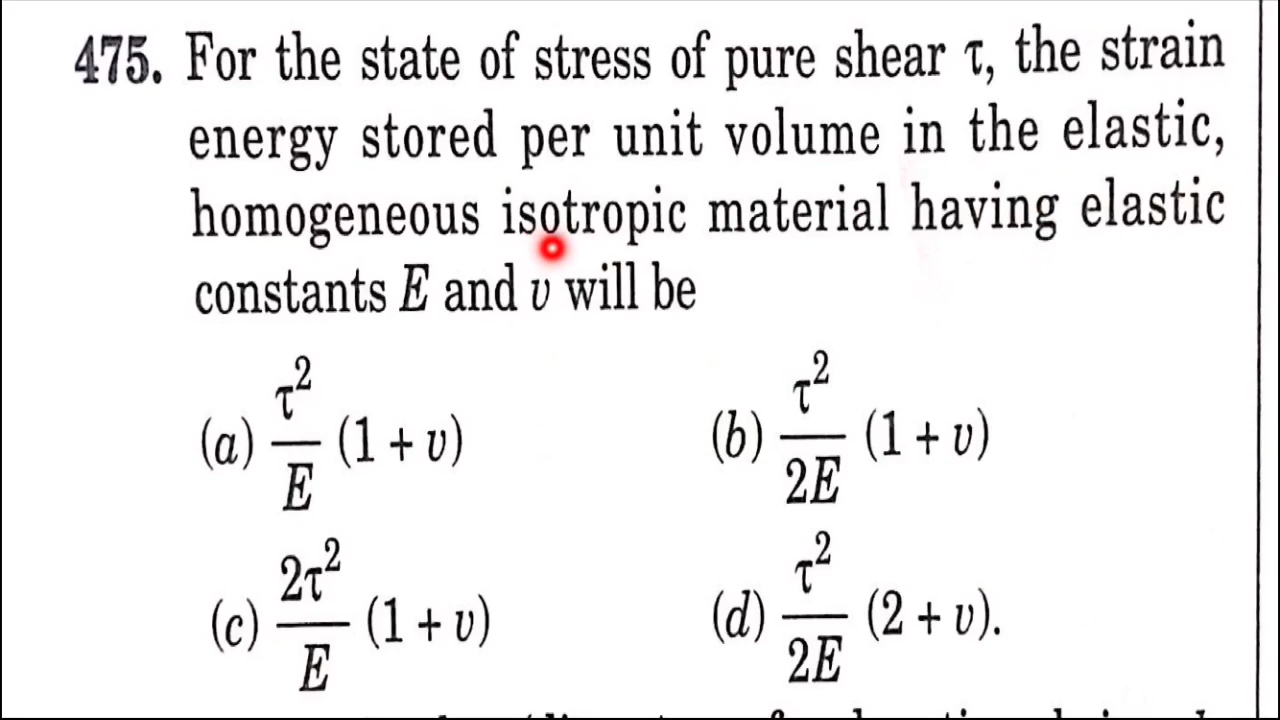 475. For the state of stress of pure shear τ, the strain
energy stored per unit volume in the elastic,
homogeneous isotropic material having elastic
constants E and υ will be
(a) τ²/E (1 + υ) (b) τ²/2E (1 + υ)
(c) 2τ²/E (1 + υ) (d) τ²/2E (2 + υ).